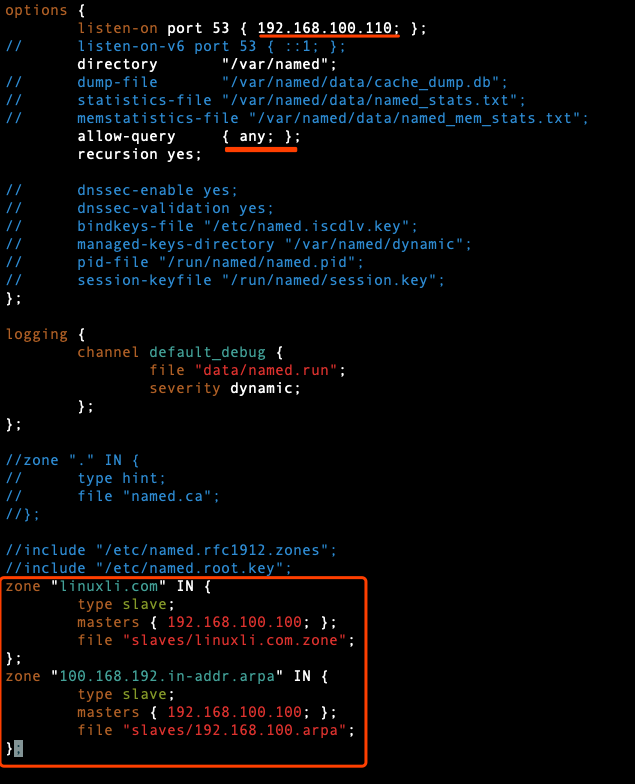 options {
        listen-on port 53 { 192.168.100.110; };
//      listen-on-v6 port 53 { ::1; };
        directory       "/var/named";
//      dump-file       "/var/named/data/cache_dump.db";
//      statistics-file "/var/named/data/named_stats.txt";
//      memstatistics-file "/var/named/data/named_mem_stats.txt";
        allow-query     { any; };
        recursion yes;

//      dnssec-enable yes;
//      dnssec-validation yes;
//      bindkeys-file "/etc/named.iscdlv.key";
//      managed-keys-directory "/var/named/dynamic";
//      pid-file "/run/named/named.pid";
//      session-keyfile "/run/named/session.key";
};

logging {
        channel default_debug {
                file "data/named.run";
                severity dynamic;
        };
};

//zone "." IN {
//      type hint;
//      file "named.ca";
//};

//include "/etc/named.rfc1912.zones";
//include "/etc/named.root.key";
zone "linuxli.com" IN {
        type slave;
        masters { 192.168.100.100; };
        file "slaves/linuxli.com.zone";
};
zone "100.168.192.in-addr.arpa" IN {
        type slave;
        masters { 192.168.100.100; };
        file "slaves/192.168.100.arpa";
};